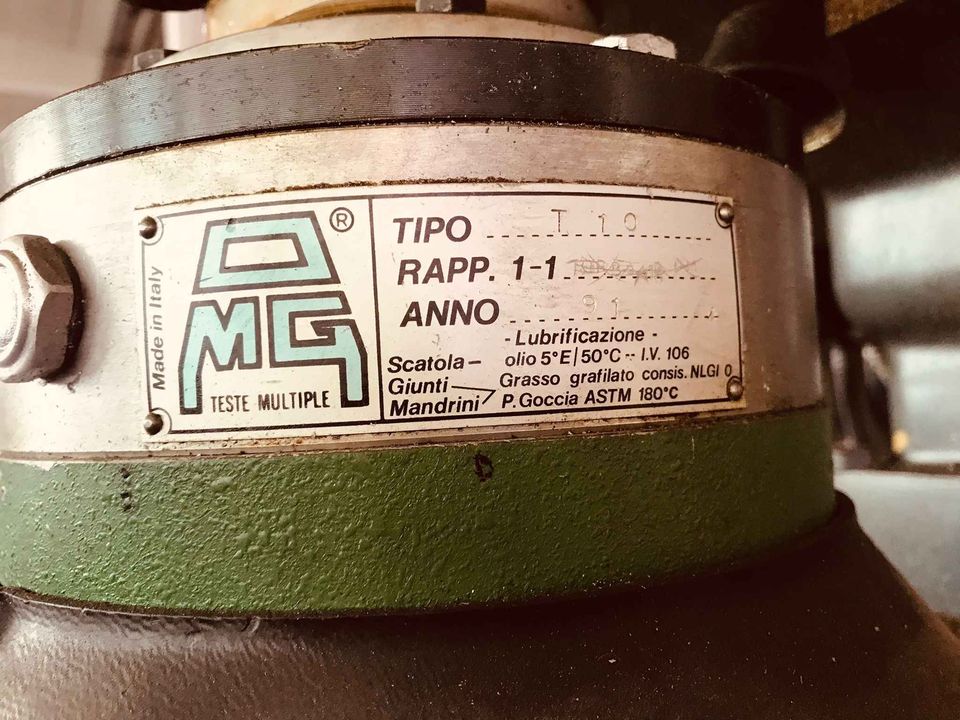 Made in Italy
OMG ®
TESTE MULTIPLE
TIPO T 10
RAPP. 1-1
ANNO 91
- Lubrificazione -
Scatola - olio 5°E/50°C -- I.V. 106
Giunti Grasso grafilato consis. NLGI 0
Mandrini P. Goccia ASTM 180°C